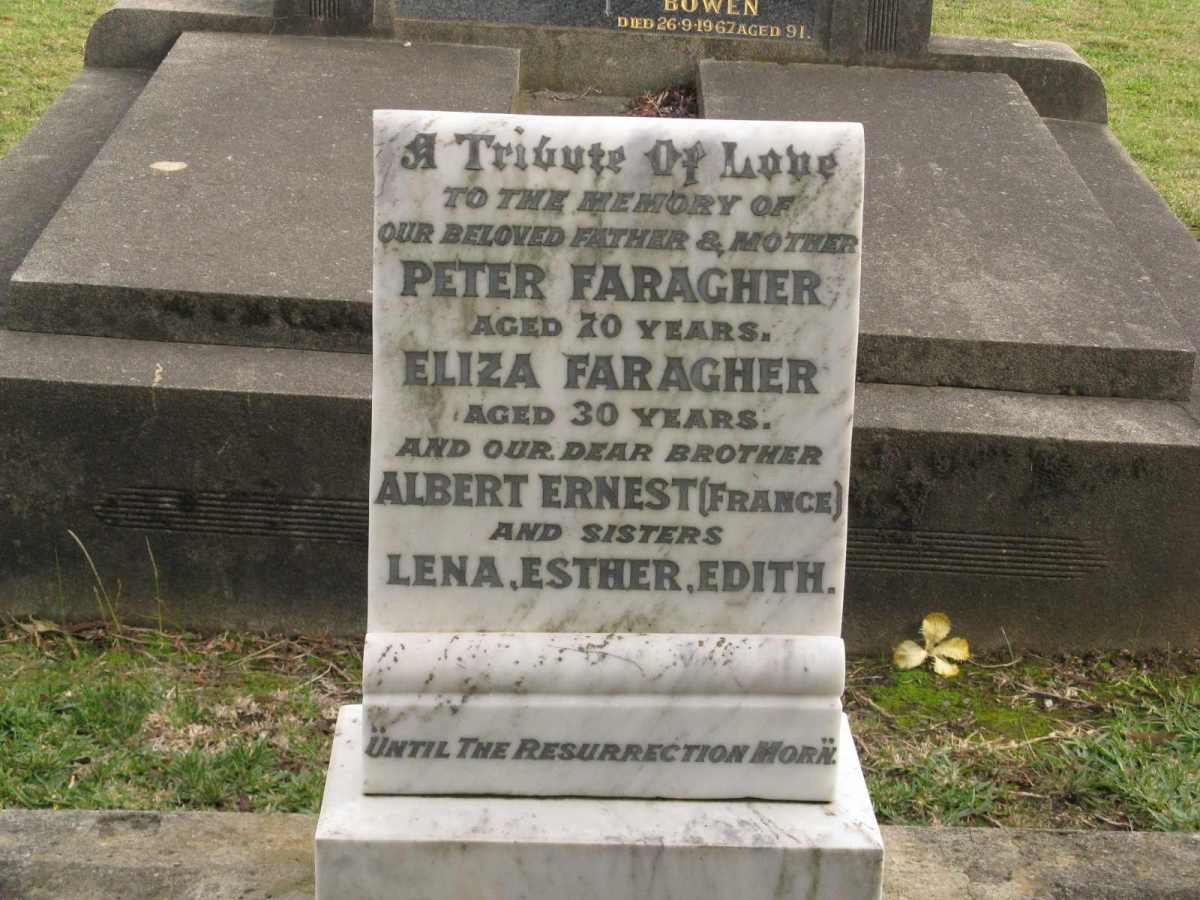 BOWEN
DIED 26·9·1967 AGED 91.
A Tribute Of Love
TO THE MEMORY OF
OUR BELOVED FATHER & MOTHER
PETER FARAGHER
AGED 70 YEARS.
ELIZA FARAGHER
AGED 30 YEARS.
AND OUR DEAR BROTHER
ALBERT ERNEST (FRANCE)
AND SISTERS
LENA, ESTHER, EDITH.
"UNTIL THE RESURRECTION MORN".